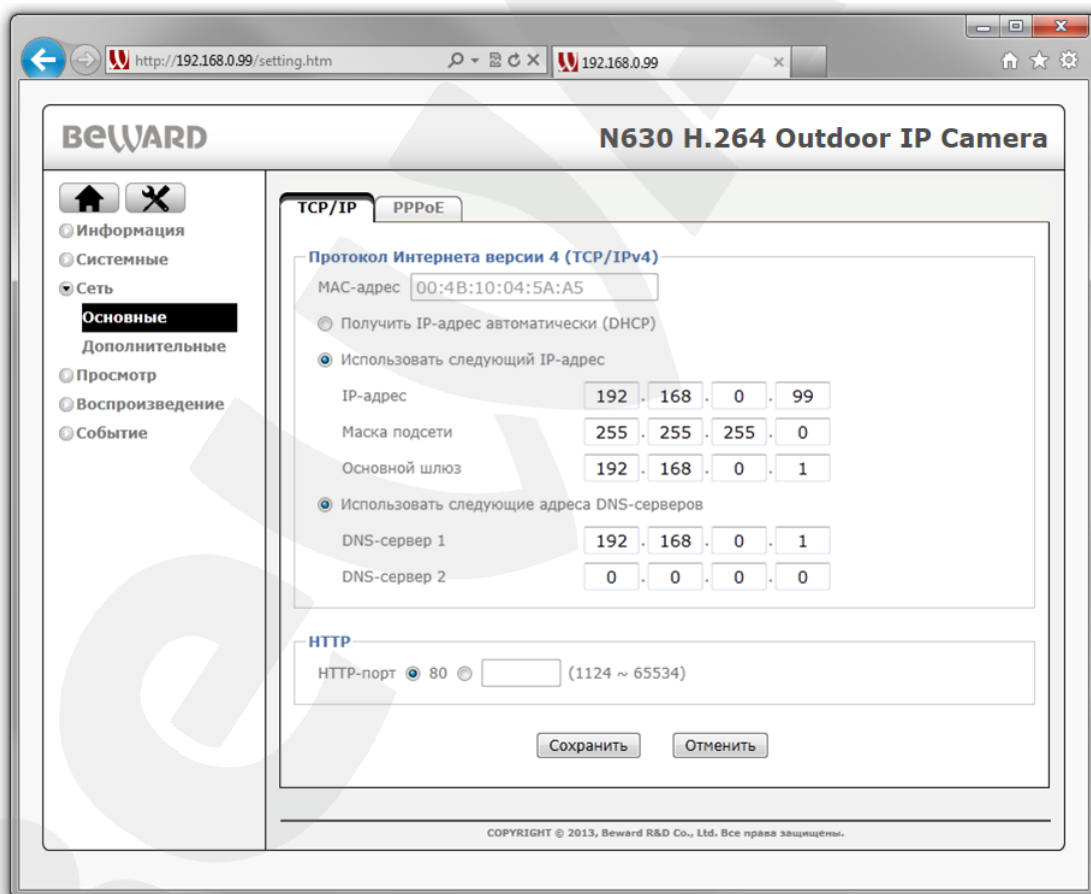 http://192.168.0.99/setting.htm
192.168.0.99
BEWARD
N630 H.264 Outdoor IP Camera
Информация
Системные
Сеть
Основные
Дополнительные
Просмотр
Воспроизведение
Событие
TCP/IP PPPoE
Протокол Интернета версии 4 (TCP/IPv4)
MAC-адрес 00:4B:10:04:5A:A5
Получить IP-адрес автоматически (DHCP)
Использовать следующий IP-адрес
IP-адрес 192 . 168 . 0 . 99
Маска подсети 255 . 255 . 255 . 0
Основной шлюз 192 . 168 . 0 . 1
Использовать следующие адреса DNS-серверов
DNS-сервер 1 192 . 168 . 0 . 1
DNS-сервер 2 0 . 0 . 0 . 0
HTTP
HTTP-порт 80 (1124 ~ 65534)
Сохранить Отменить
COPYRIGHT © 2013, Beward R&D Co., Ltd. Все права защищены.